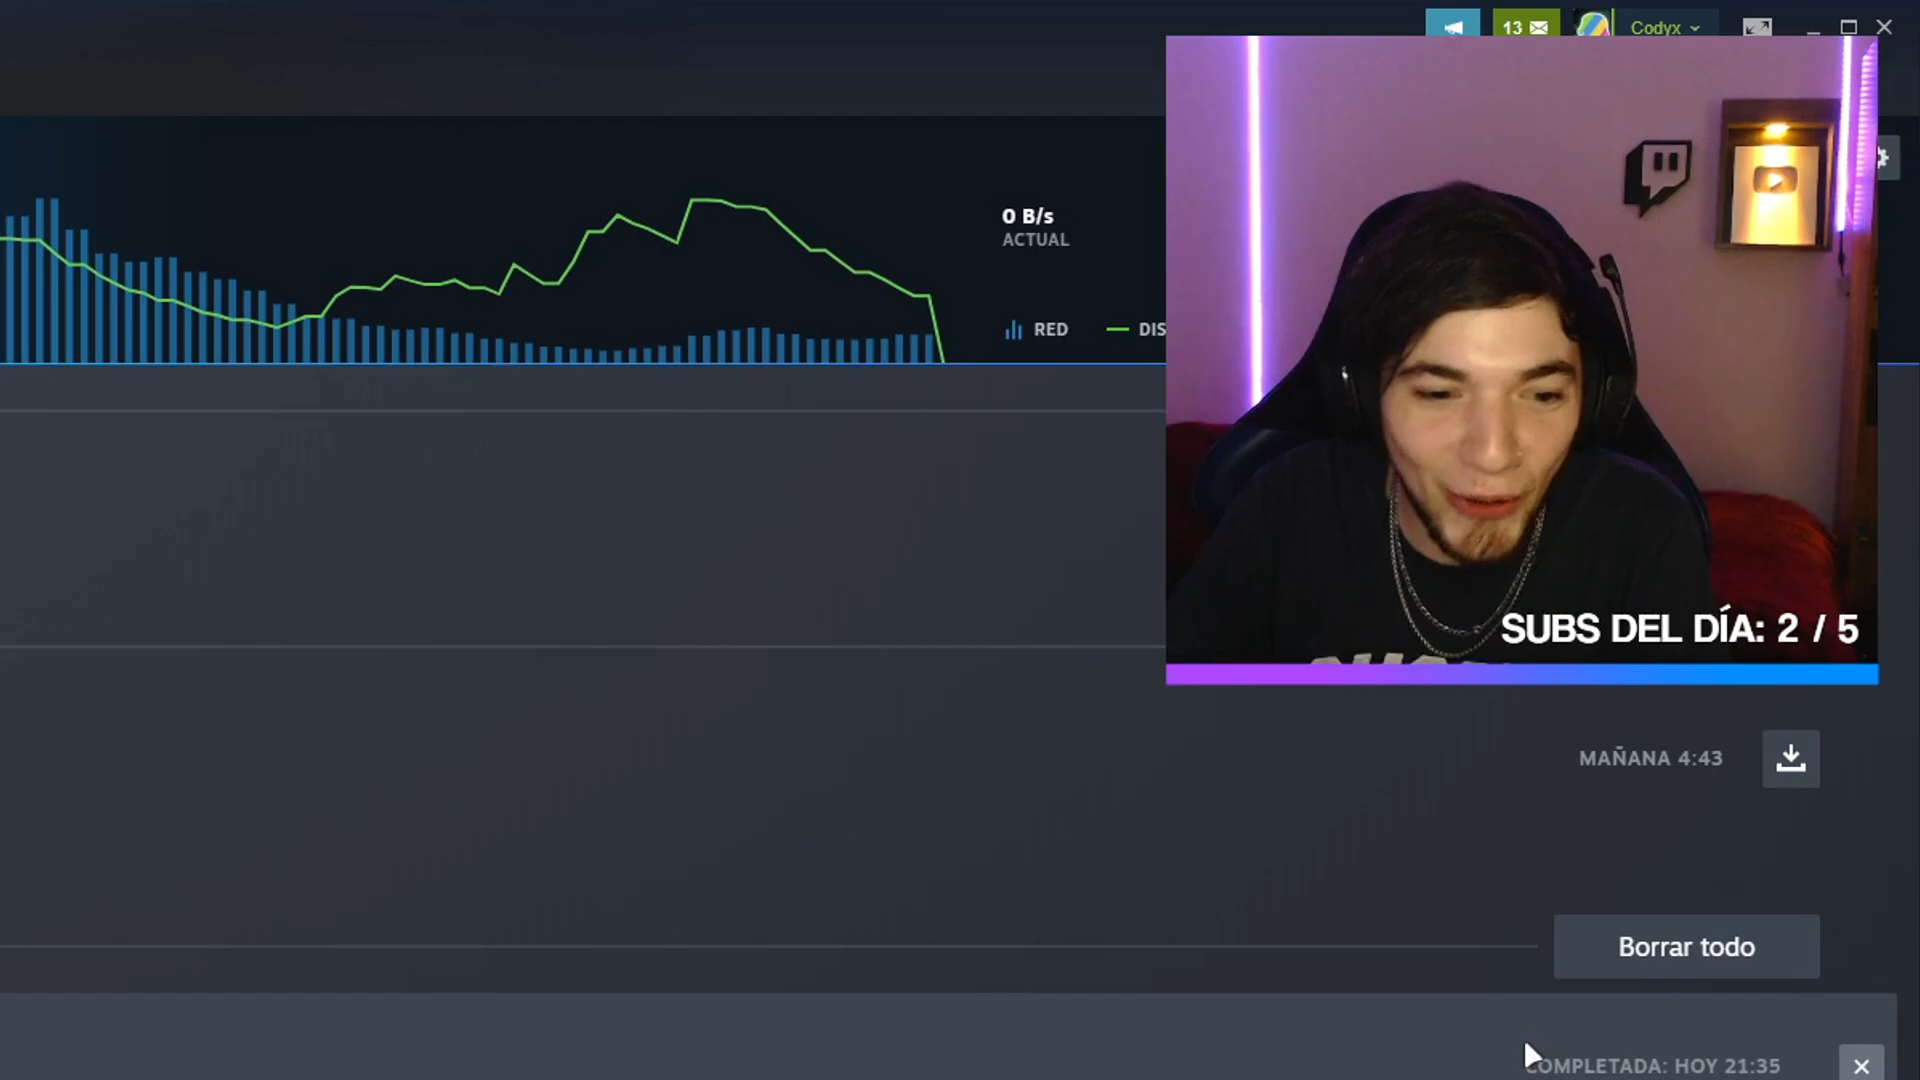 13
Codyx
0 B/s
ACTUAL
RED
DIS
SUBS DEL DÍA: 2 / 5
MAÑANA 4:43
Borrar todo
COMPLETADA: HOY 21:35